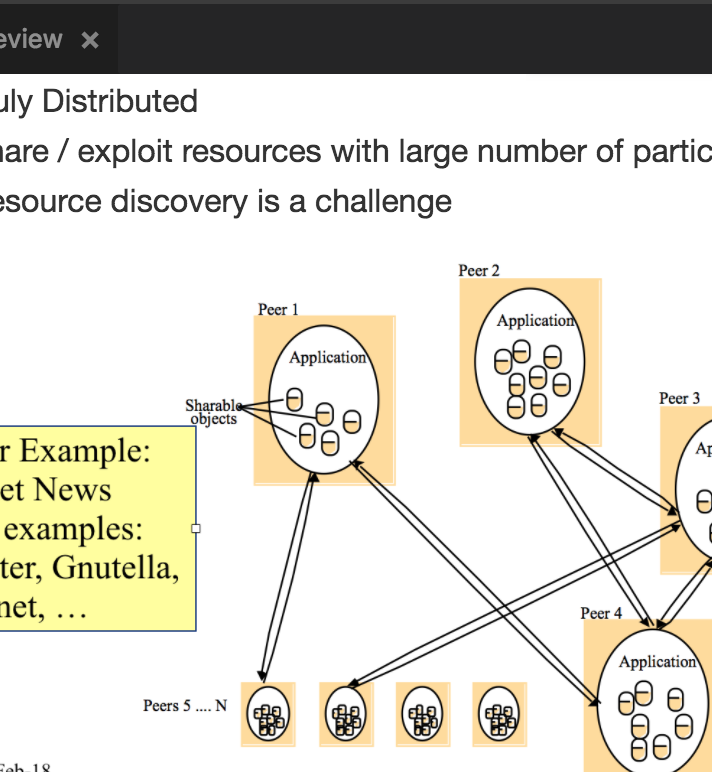 eview ×
uly Distributed
nare / exploit resources with large number of partic
esource discovery is a challenge
Peer 2
Application
Peer 1
Application
Sharable
objects
Peer 3
Ap
r Example:
et News
examples:
ter, Gnutella,
net, …
Peer 4
Application
Peers 5 .... N
Feb-18